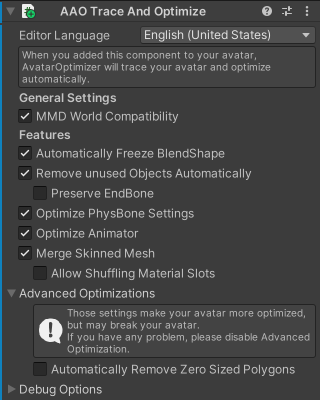 AAO Trace And Optimize
Editor Language English (United States)
When you added this component to your avatar,
AvatarOptimizer will trace your avatar and optimize
automatically.
General Settings
MMD World Compatibility
Features
Automatically Freeze BlendShape
Remove unused Objects Automatically
Preserve EndBone
Optimize PhysBone Settings
Optimize Animator
Merge Skinned Mesh
Allow Shuffling Material Slots
Advanced Optimizations
Those settings make your avatar more optimized,
but may break your avatar.
If you have any problem, please disable Advanced
Optimization.
Automatically Remove Zero Sized Polygons
Debug Options